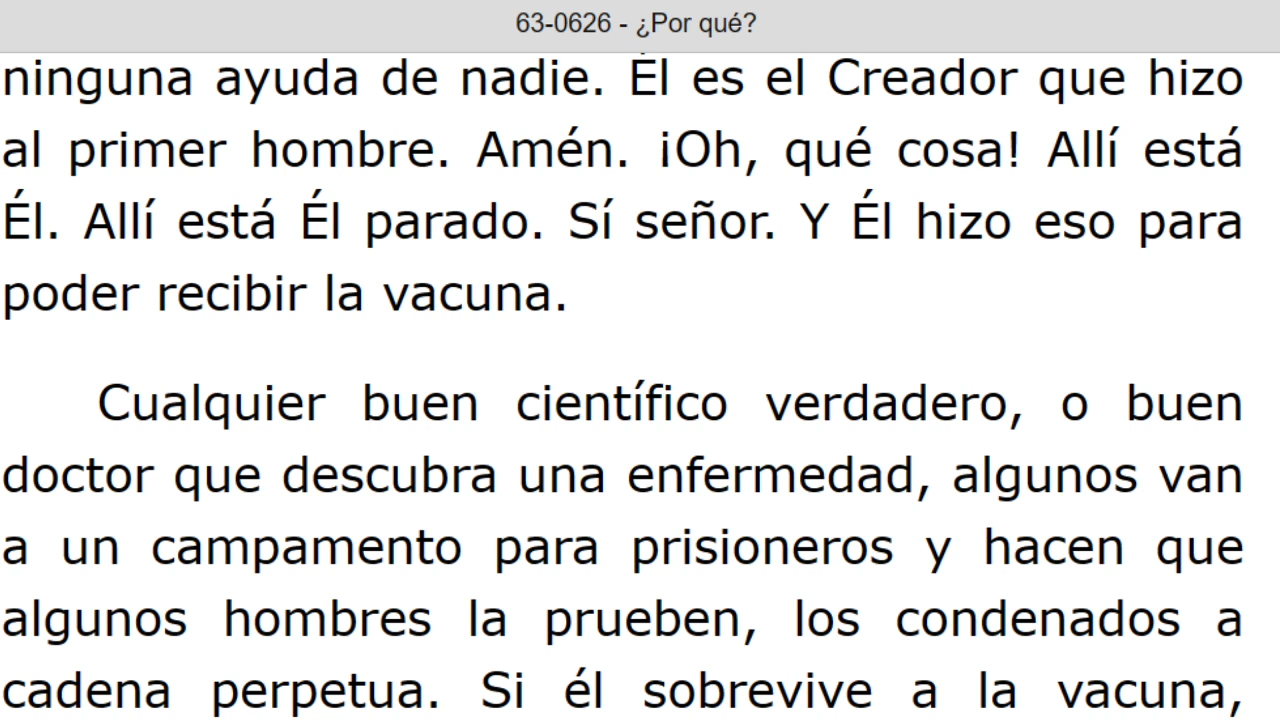 63-0626 - ¿Por qué?
ninguna ayuda de nadie. Él es el Creador que hizo
al primer hombre. Amén. ¡Oh, qué cosa! Allí está
Él. Allí está Él parado. Sí señor. Y Él hizo eso para
poder recibir la vacuna.
Cualquier buen científico verdadero, o buen
doctor que descubra una enfermedad, algunos van
a un campamento para prisioneros y hacen que
algunos hombres la prueben, los condenados a
cadena perpetua. Si él sobrevive a la vacuna,